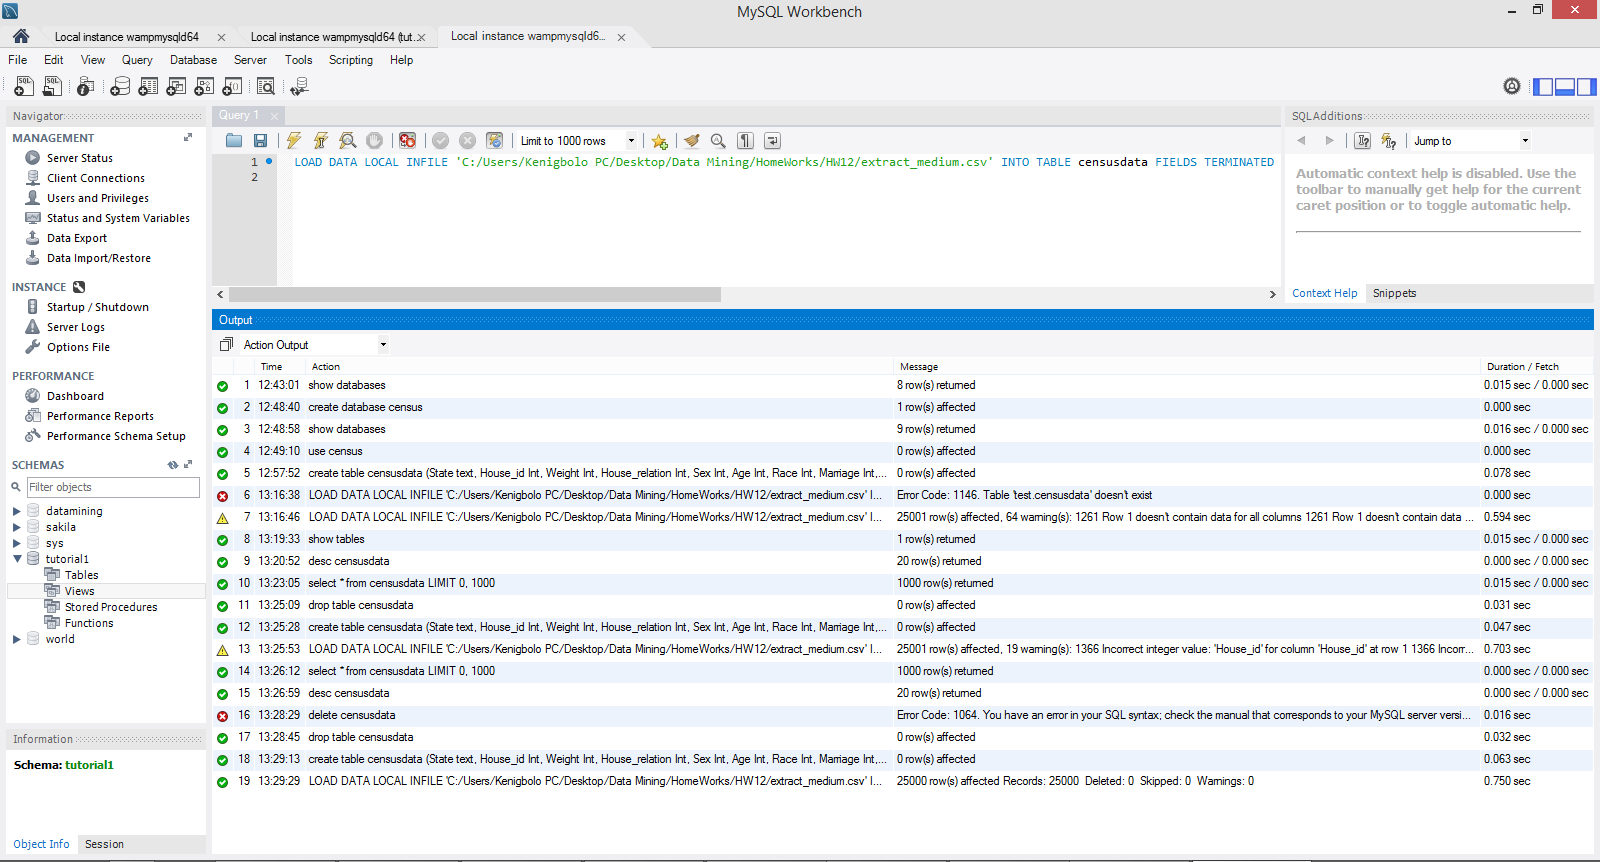 MySQL Workbench
Local instance wampmysqld64
Local instance wampmysqld64 (tut...
Local instance wampmysqld6...
File Edit View Query Database Server Tools Scripting Help
Navigator
MANAGEMENT
Server Status
Client Connections
Users and Privileges
Status and System Variables
Data Export
Data Import/Restore
INSTANCE
Startup / Shutdown
Server Logs
Options File
PERFORMANCE
Dashboard
Performance Reports
Performance Schema Setup
SCHEMAS
Filter objects
datamining
sakila
sys
tutorial1
Tables
Views
Stored Procedures
Functions
world
Information
Schema: tutorial1
Object Info Session
Query 1
Limit to 1000 rows
1 LOAD DATA LOCAL INFILE 'C:/Users/Kenigbolo PC/Desktop/Data Mining/HomeWorks/HW12/extract_medium.csv' INTO TABLE censusdata FIELDS TERMINATED
2
SQLAdditions
Jump to
Automatic context help is disabled. Use the
toolbar to manually get help for the current
caret position or to toggle automatic help.
Context Help Snippets
Output
Action Output
Time Action Message Duration / Fetch
1 12:43:01 show databases 8 row(s) returned 0.015 sec / 0.000 sec
2 12:48:40 create database census 1 row(s) affected 0.000 sec
3 12:48:58 show databases 9 row(s) returned 0.016 sec / 0.000 sec
4 12:49:10 use census 0 row(s) affected 0.000 sec
5 12:57:52 create table censusdata (State text, House_id Int, Weight Int, House_relation Int, Sex Int, Age Int, Race Int, Marriage Int,... 0 row(s) affected 0.078 sec
6 13:16:38 LOAD DATA LOCAL INFILE 'C:/Users/Kenigbolo PC/Desktop/Data Mining/HomeWorks/HW12/extract_medium.csv' I... Error Code: 1146. Table 'test.censusdata' doesn't exist 0.000 sec
7 13:16:46 LOAD DATA LOCAL INFILE 'C:/Users/Kenigbolo PC/Desktop/Data Mining/HomeWorks/HW12/extract_medium.csv' I... 25001 row(s) affected, 64 warning(s): 1261 Row 1 doesn't contain data for all columns 1261 Row 1 doesn't contain data ... 0.594 sec
8 13:19:33 show tables 1 row(s) returned 0.015 sec / 0.000 sec
9 13:20:52 desc censusdata 20 row(s) returned 0.000 sec / 0.000 sec
10 13:23:05 select * from censusdata LIMIT 0, 1000 1000 row(s) returned 0.015 sec / 0.000 sec
11 13:25:09 drop table censusdata 0 row(s) affected 0.031 sec
12 13:25:28 create table censusdata (State text, House_id Int, Weight Int, House_relation Int, Sex Int, Age Int, Race Int, Marriage Int,... 0 row(s) affected 0.047 sec
13 13:25:53 LOAD DATA LOCAL INFILE 'C:/Users/Kenigbolo PC/Desktop/Data Mining/HomeWorks/HW12/extract_medium.csv' I... 25001 row(s) affected, 19 warning(s): 1366 Incorrect integer value: 'House_id' for column 'House_id' at row 1 1366 Incorr... 0.703 sec
14 13:26:12 select * from censusdata LIMIT 0, 1000 1000 row(s) returned 0.000 sec / 0.000 sec
15 13:26:59 desc censusdata 20 row(s) returned 0.000 sec / 0.000 sec
16 13:28:29 delete censusdata Error Code: 1064. You have an error in your SQL syntax; check the manual that corresponds to your MySQL server versi... 0.016 sec
17 13:28:45 drop table censusdata 0 row(s) affected 0.032 sec
18 13:29:13 create table censusdata (State text, House_id Int, Weight Int, House_relation Int, Sex Int, Age Int, Race Int, Marriage Int,... 0 row(s) affected 0.063 sec
19 13:29:29 LOAD DATA LOCAL INFILE 'C:/Users/Kenigbolo PC/Desktop/Data Mining/HomeWorks/HW12/extract_medium.csv' I... 25000 row(s) affected Records: 25000 Deleted: 0 Skipped: 0 Warnings: 0 0.750 sec